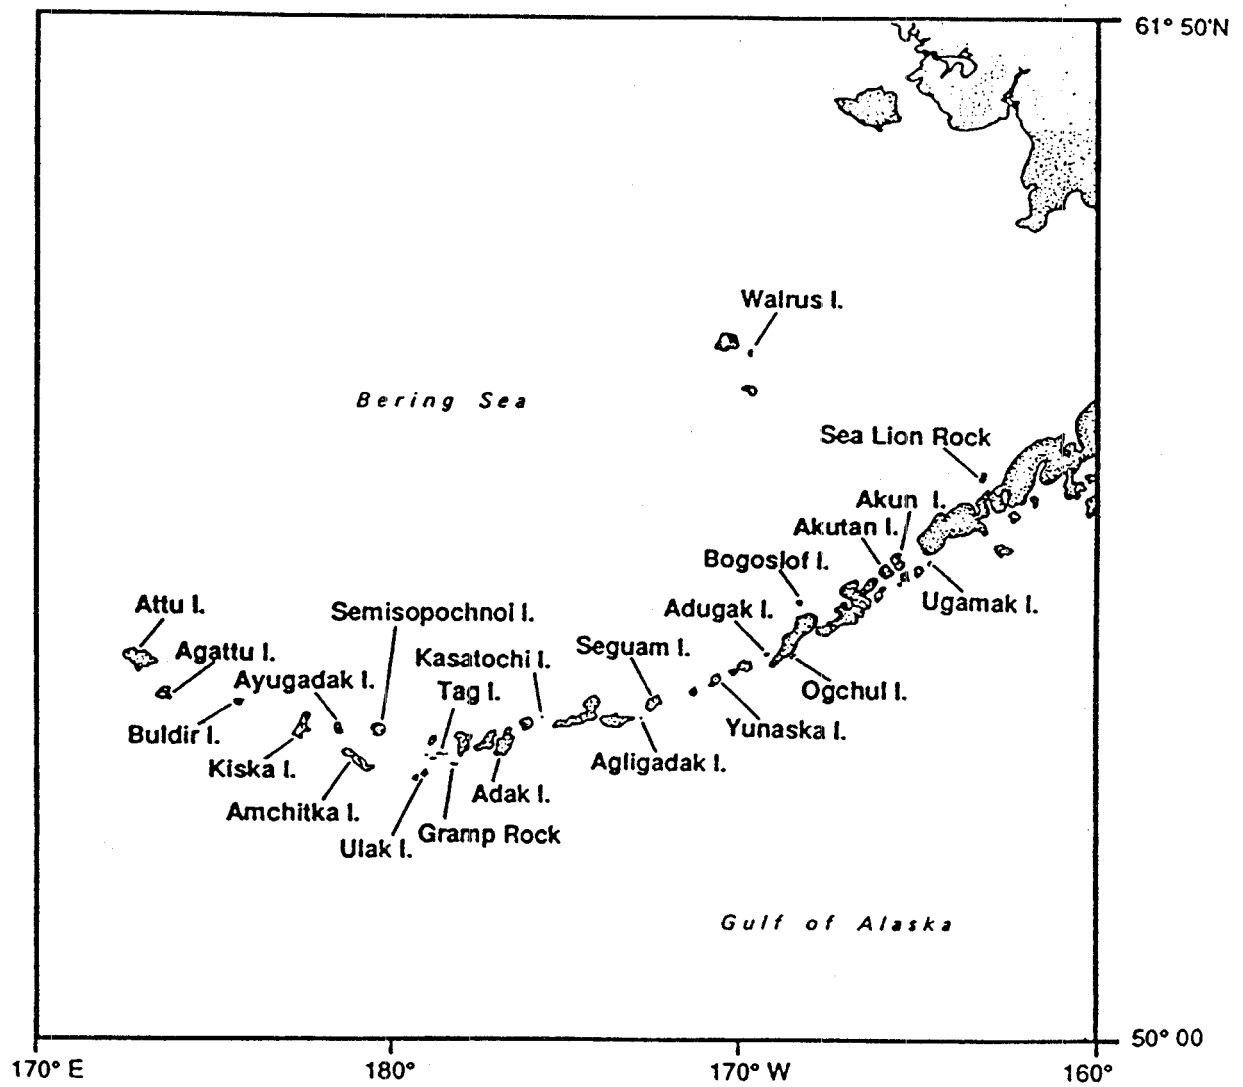 61° 50'N
Walrus I.
Bering Sea
Sea Lion Rock
Akun I.
Akutan I.
Bogoslof I.
Attu I.
Semisopochnoi I.
Adugak I.
Ugamak I.
Agattu I.
Kasatochi I.
Seguam I.
Ayugadak I.
Tag I.
Ogchul I.
Buldir I.
Yunaska I.
Kiska I.
Agligadak I.
Amchitka I.
Adak I.
Ulak I.
Gramp Rock
Gulf of Alaska
50° 00
170° E
180°
170° W
160°